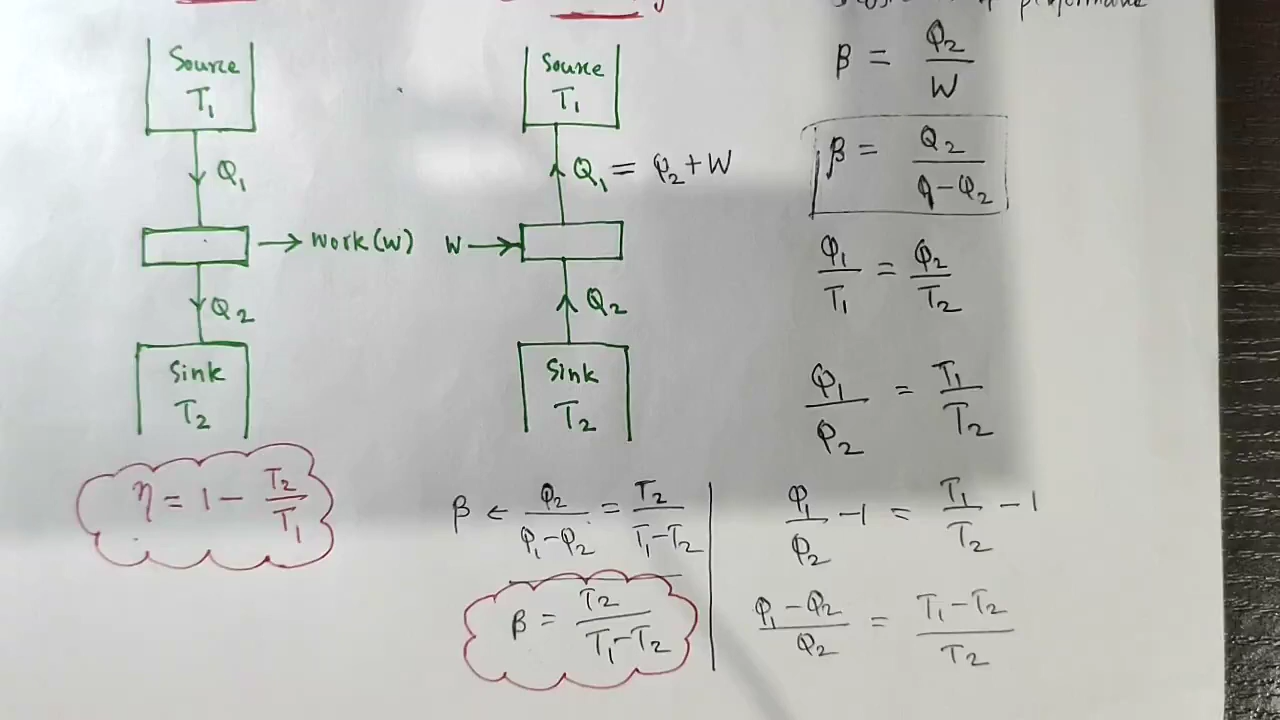 Source
T₁
Q₁
Work(W)
Q₂
Sink
T₂
η = 1 - T₂/T₁
Source
T₁
Q₁ = Q₂ + W
W
Q₂
Sink
T₂
β ← Q₂/(Q₁-Q₂) = T₂/(T₁-T₂)
β = T₂/(T₁-T₂)
of performance
β = Q₂/W
β = Q₂/(Q-Q₂)
Q₁/T₁ = Q₂/T₂
Q₁/Q₂ = T₁/T₂
Q₁/Q₂ - 1 = T₁/T₂ - 1
(Q₁-Q₂)/Q₂ = (T₁-T₂)/T₂